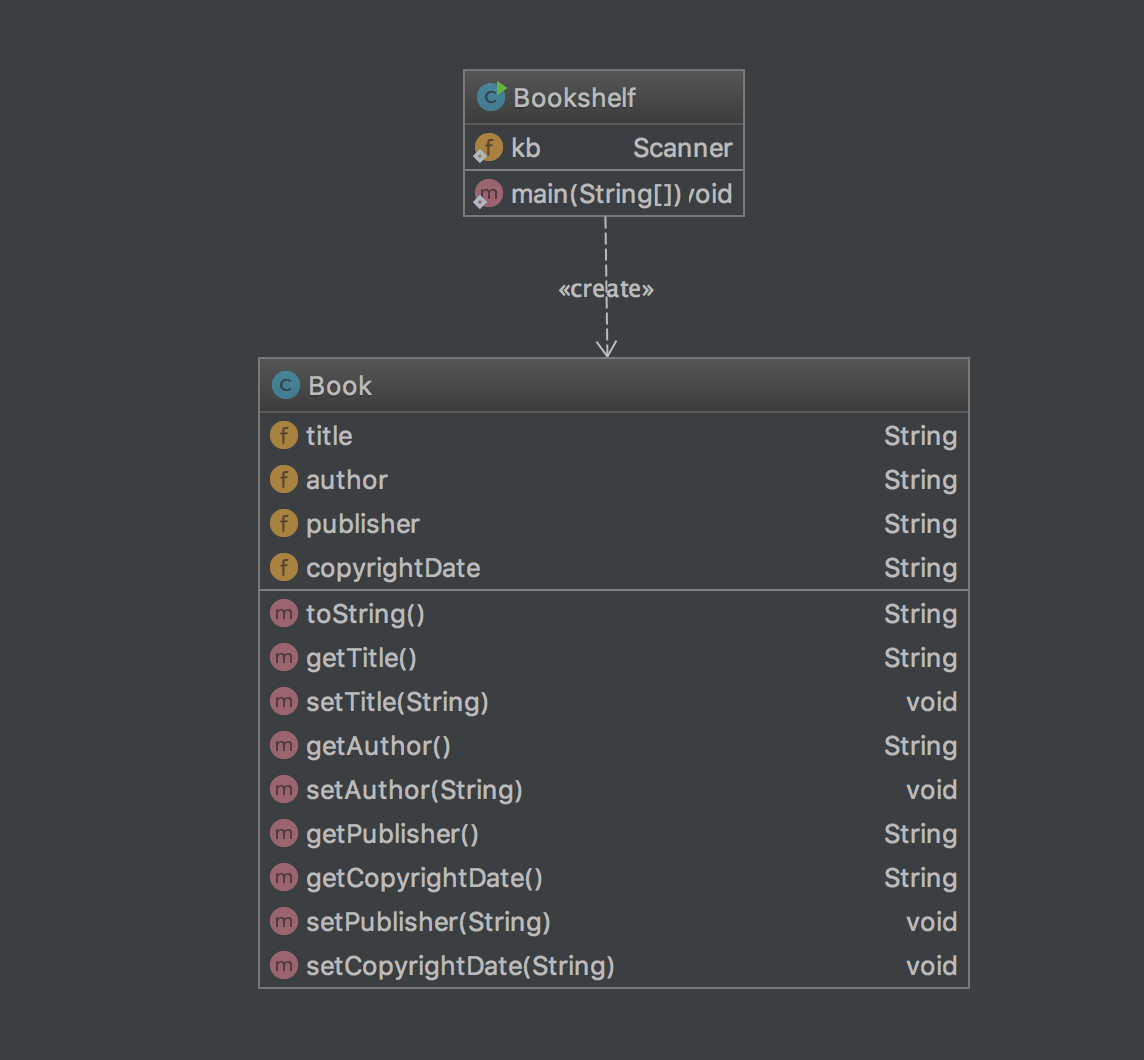 C Bookshelf
f kb Scanner
m main(String[]) void
«create»
C Book
f title String
f author String
f publisher String
f copyrightDate String
m toString() String
m getTitle() String
m setTitle(String) void
m getAuthor() String
m setAuthor(String) void
m getPublisher() String
m getCopyrightDate() String
m setPublisher(String) void
m setCopyrightDate(String) void